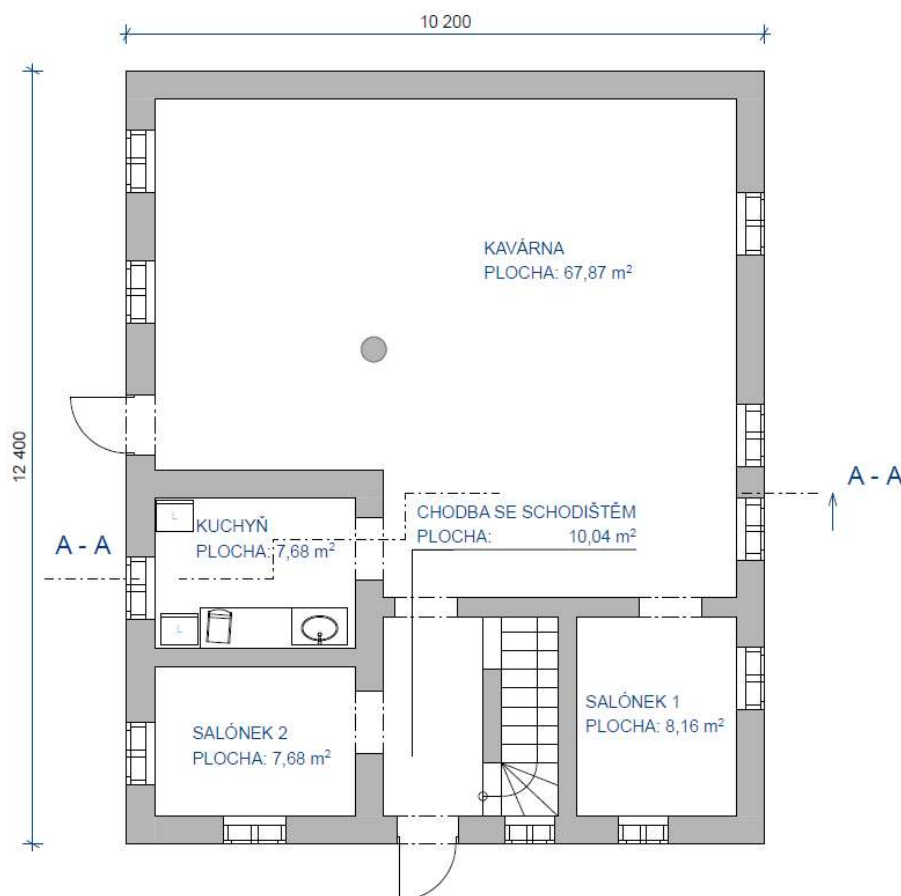 10 200
12 400
KAVÁRNA
PLOCHA: 67,87 m²
A - A
A - A
CHODBA SE SCHODIŠTĚM
PLOCHA: 10,04 m²
L
KUCHYŇ
PLOCHA: 7,68 m²
L
SALÓNEK 1
PLOCHA: 8,16 m²
SALÓNEK 2
PLOCHA: 7,68 m²